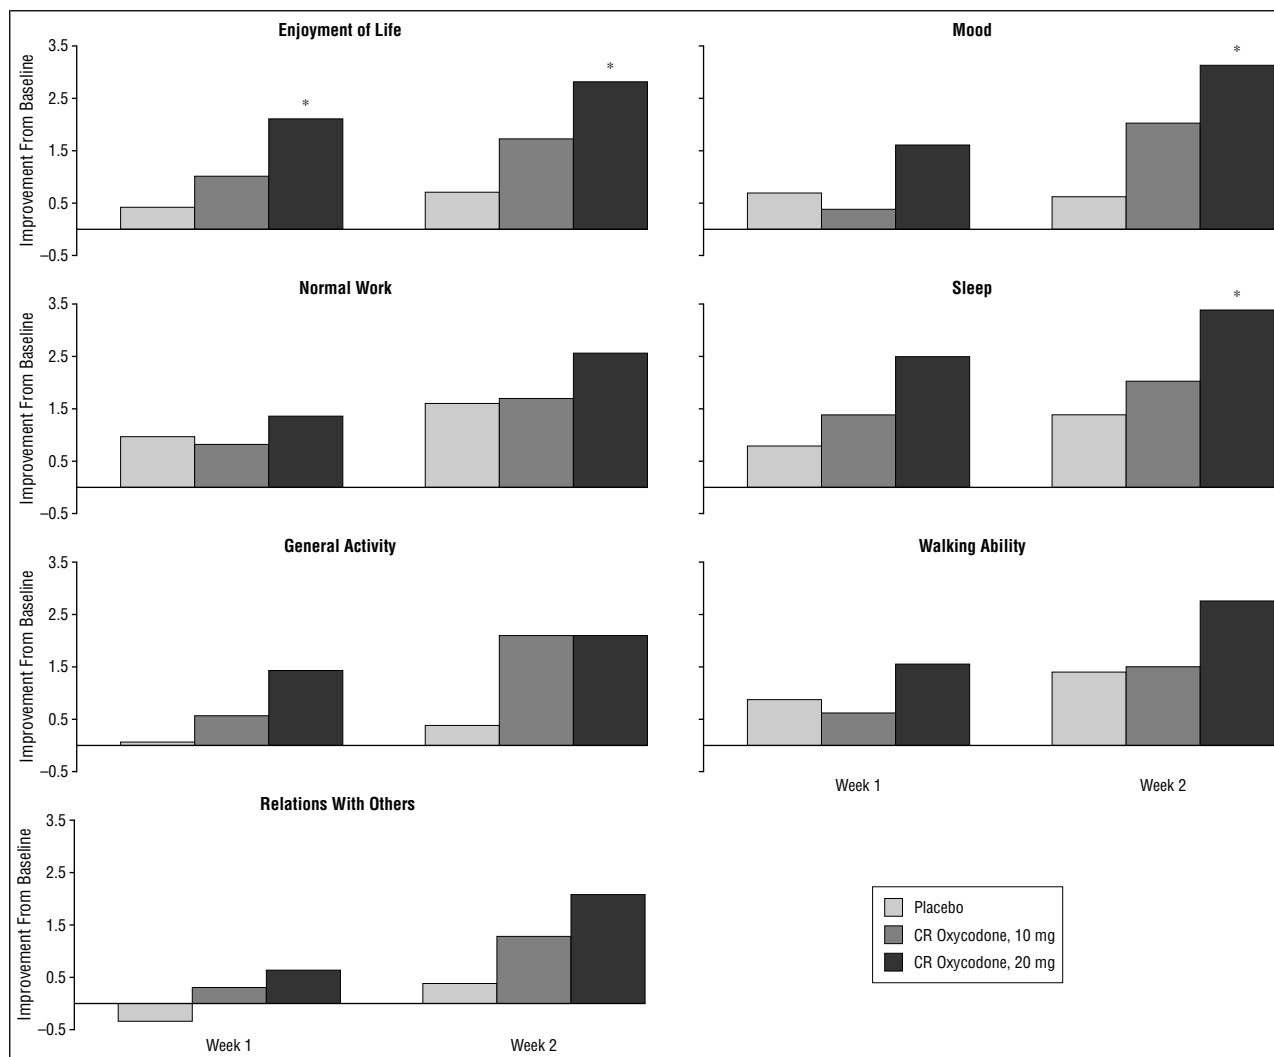 Enjoyment of Life
Improvement From Baseline
3.5
2.5
1.5
0.5
–0.5
*
*
Mood
*
Normal Work
Improvement From Baseline
3.5
2.5
1.5
0.5
–0.5
Sleep
*
General Activity
Improvement From Baseline
3.5
2.5
1.5
0.5
–0.5
Walking Ability
Week 1
Week 2
Relations With Others
Improvement From Baseline
3.5
2.5
1.5
0.5
–0.5
Week 1
Week 2
Placebo
CR Oxycodone, 10 mg
CR Oxycodone, 20 mg